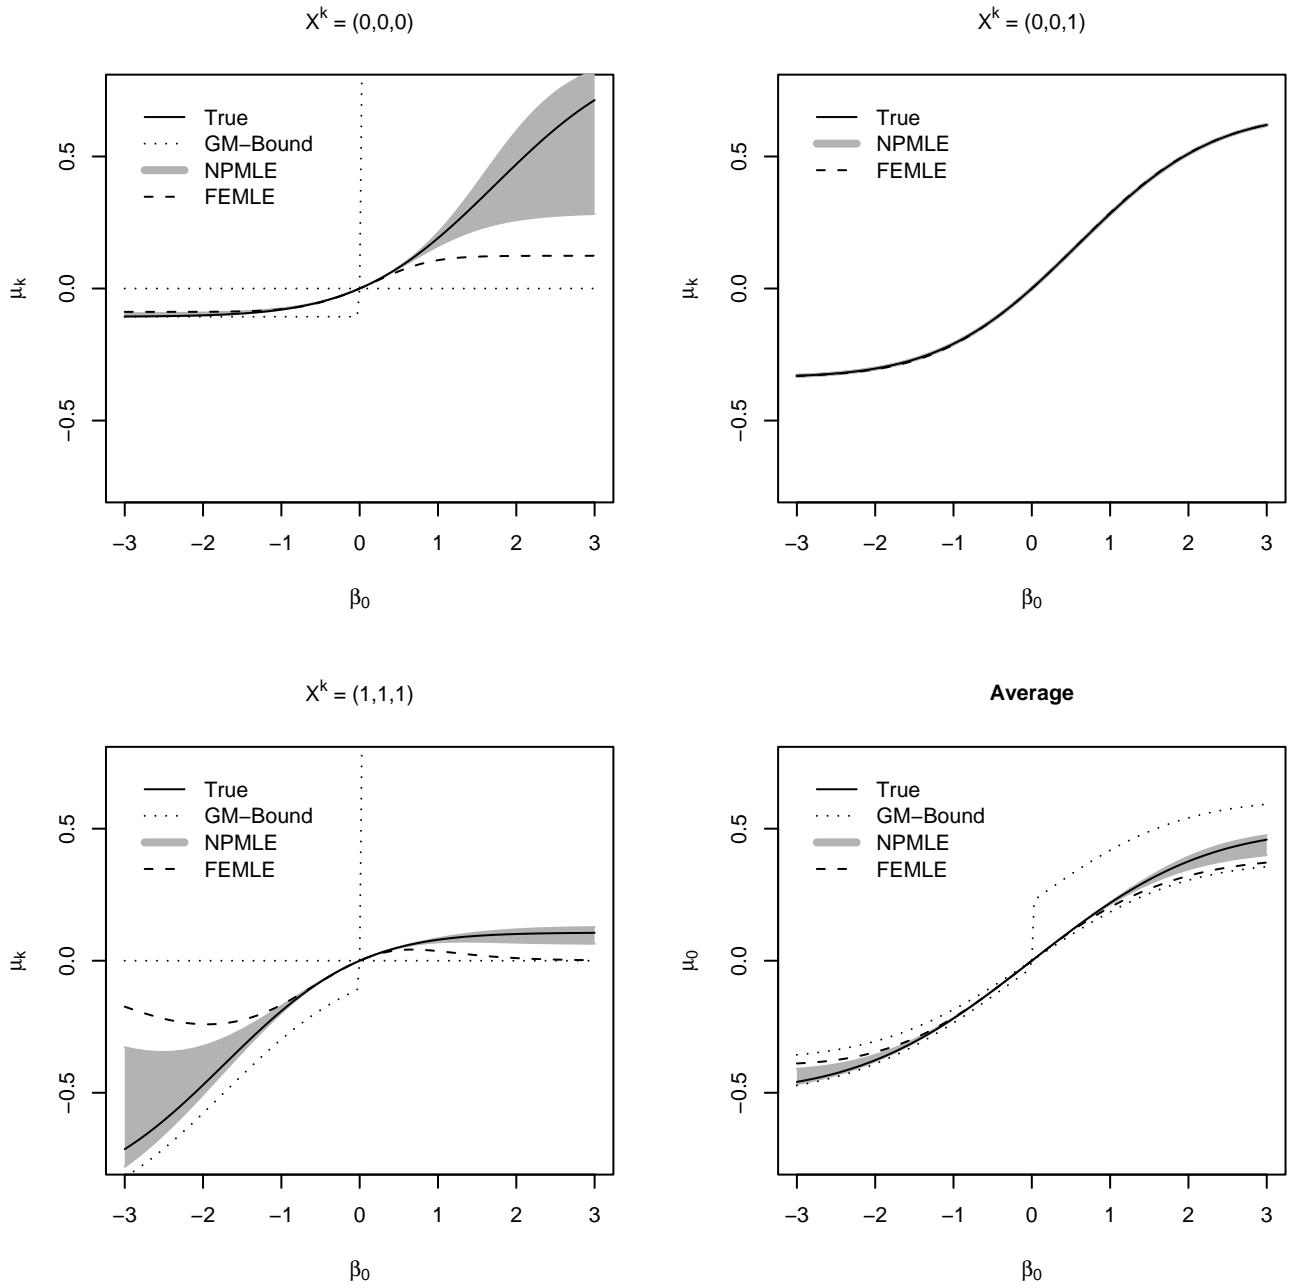 X^k = (0,0,0)
True
GM−Bound
NPMLE
FEMLE
0.5
0.0
−0.5
μ_k
−3 −2 −1 0 1 2 3
β_0
X^k = (0,0,1)
True
NPMLE
FEMLE
0.5
0.0
−0.5
μ_k
−3 −2 −1 0 1 2 3
β_0
X^k = (1,1,1)
True
GM−Bound
NPMLE
FEMLE
0.5
0.0
−0.5
μ_k
−3 −2 −1 0 1 2 3
β_0
Average
True
GM−Bound
NPMLE
FEMLE
0.5
0.0
−0.5
μ_0
−3 −2 −1 0 1 2 3
β_0